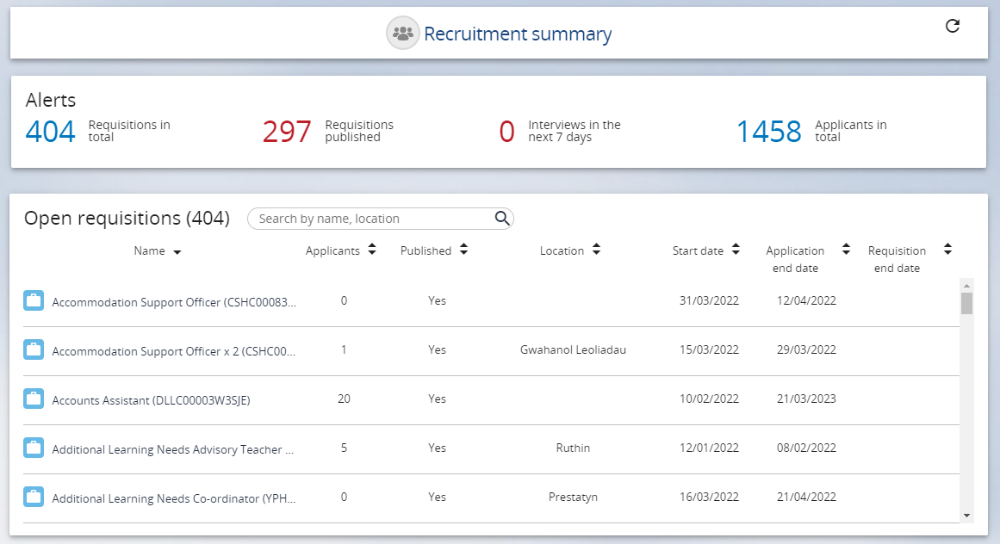 Recruitment summary
Alerts
404 Requisitions in total
297 Requisitions published
0 Interviews in the next 7 days
1458 Applicants in total
Open requisitions (404) Search by name, location
Name Applicants Published Location Start date Application end date Requisition end date
Accommodation Support Officer (CSHC00083... 0 Yes 31/03/2022 12/04/2022
Accommodation Support Officer x 2 (CSHC00... 1 Yes Gwahanol Leoliadau 15/03/2022 29/03/2022
Accounts Assistant (DLLC00003W3SJE) 20 Yes 10/02/2022 21/03/2023
Additional Learning Needs Advisory Teacher ... 5 Yes Ruthin 12/01/2022 08/02/2022
Additional Learning Needs Co-ordinator (YPH... 0 Yes Prestatyn 16/03/2022 21/04/2022